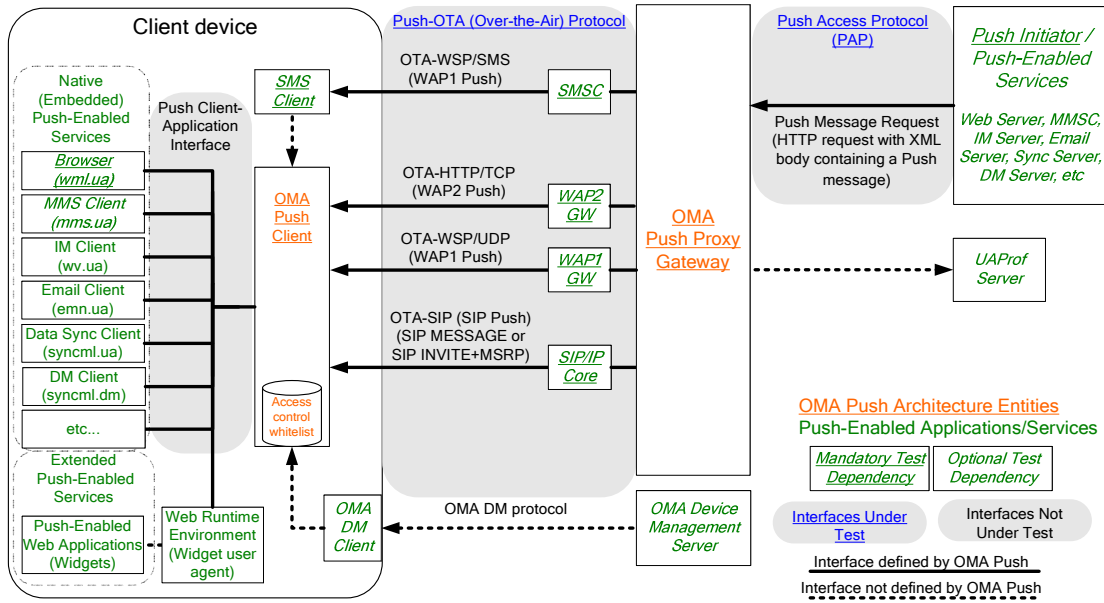 Client device
Native
(Embedded)
Push-Enabled
Services
Browser
(wml.ua)
MMS Client
(mms.ua)
IM Client
(wv.ua)
Email Client
(emn.ua)
Data Sync Client
(syncml.ua)
DM Client
(syncml.dm)
etc...
Extended
Push-Enabled
Services
Push-Enabled
Web Applications
(Widgets)
Push Client-
Application
Interface
Web Runtime
Environment
(Widget user
agent)
SMS
Client
OMA
Push
Client
Access
control
whitelist
OMA
DM
Client
Push-OTA (Over-the-Air) Protocol
OTA-WSP/SMS
(WAP1 Push)
SMSC
OTA-HTTP/TCP
(WAP2 Push)
WAP2
GW
OTA-WSP/UDP
(WAP1 Push)
WAP1
GW
OTA-SIP (SIP Push)
(SIP MESSAGE or
SIP INVITE+MSRP)
SIP/IP
Core
OMA DM protocol
OMA
Push Proxy
Gateway
OMA Device
Management
Server
Push Access Protocol
(PAP)
Push Message Request
(HTTP request with XML
body containing a Push
message)
Push Initiator /
Push-Enabled
Services
Web Server, MMSC,
IM Server, Email
Server, Sync Server,
DM Server, etc
UAProf
Server
OMA Push Architecture Entities
Push-Enabled Applications/Services
Mandatory Test
Dependency
Optional Test
Dependency
Interfaces Under
Test
Interfaces Not
Under Test
Interface defined by OMA Push
Interface not defined by OMA Push